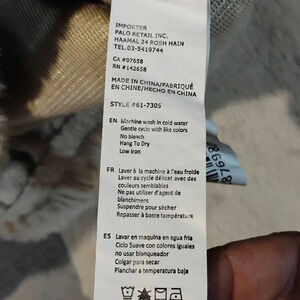 IMPORTER
PALO RETAIL INC.
HAAMAL 24 ROSH HAIN
TEL.03-5419744
CA #07658
RN #142658
MADE IN CHINA/FABRIQUÉ
EN CHINE/HECHO EN CHINA
STYLE #61-7305
EN Machine wash in cold water
Gentle cycle with like colors
No bleach
Hang To Dry
Low iron
FR Laver à la machine à l'eau froide
Laver au cycle délicat avec des
couleurs semblables
Ne pas utiliser d'agent de
blanchiment
Suspendre pour sécher
Repasser à basse température
ES Lavar en maquina en agua fria
Ciclo Suave con colores iguales
no usar blanqueador
Colgar para secar
Planchar a temperatura baja